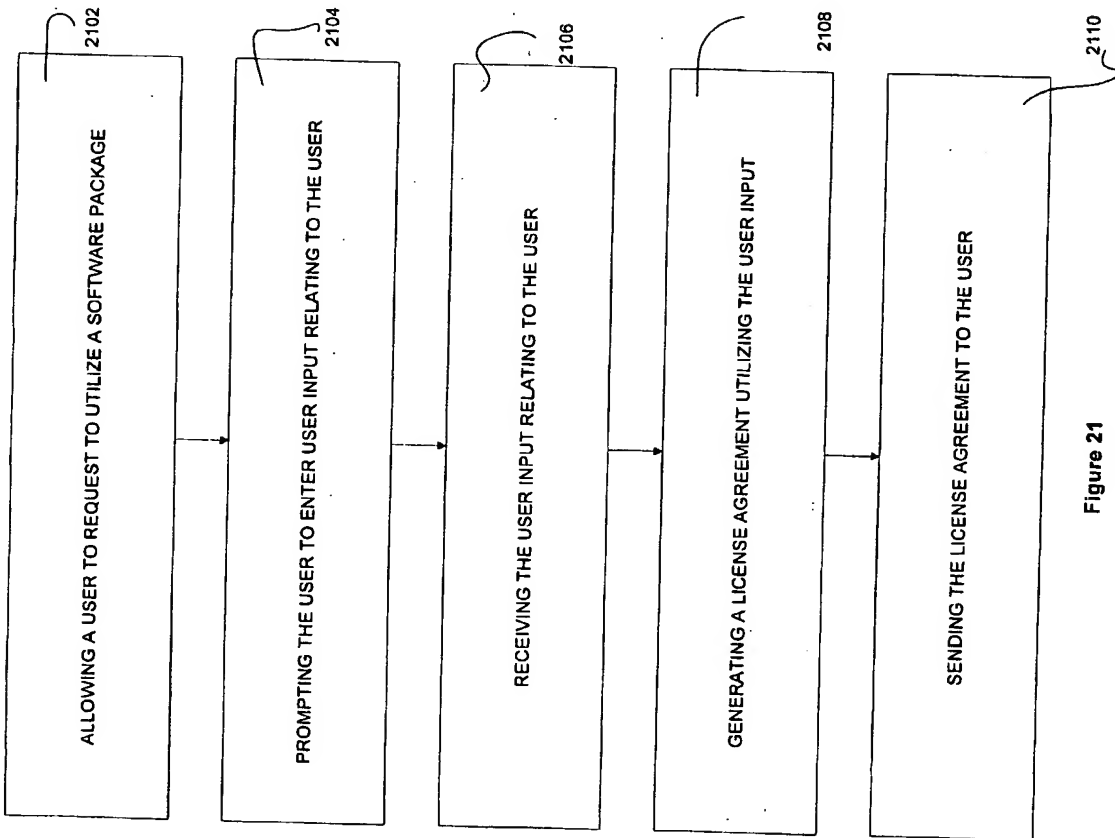 ALLOWING A USER TO REQUEST TO UTILIZE A SOFTWARE PACKAGE
2102
PROMPTING THE USER TO ENTER USER INPUT RELATING TO THE USER
2104
RECEIVING THE USER INPUT RELATING TO THE USER
2106
GENERATING A LICENSE AGREEMENT UTILIZING THE USER INPUT
2108
SENDING THE LICENSE AGREEMENT TO THE USER
2110
Figure 21